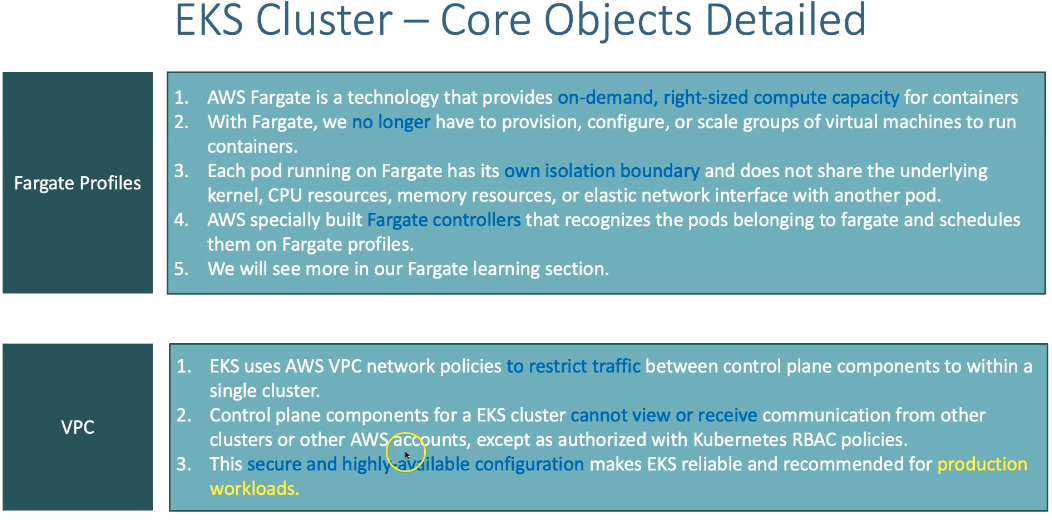 EKS Cluster – Core Objects Detailed
Fargate Profiles
1. AWS Fargate is a technology that provides on-demand, right-sized compute capacity for containers
2. With Fargate, we no longer have to provision, configure, or scale groups of virtual machines to run
containers.
3. Each pod running on Fargate has its own isolation boundary and does not share the underlying
kernel, CPU resources, memory resources, or elastic network interface with another pod.
4. AWS specially built Fargate controllers that recognizes the pods belonging to fargate and schedules
them on Fargate profiles.
5. We will see more in our Fargate learning section.
VPC
1. EKS uses AWS VPC network policies to restrict traffic between control plane components to within a
single cluster.
2. Control plane components for a EKS cluster cannot view or receive communication from other
clusters or other AWS accounts, except as authorized with Kubernetes RBAC policies.
3. This secure and highly-available configuration makes EKS reliable and recommended for production
workloads.